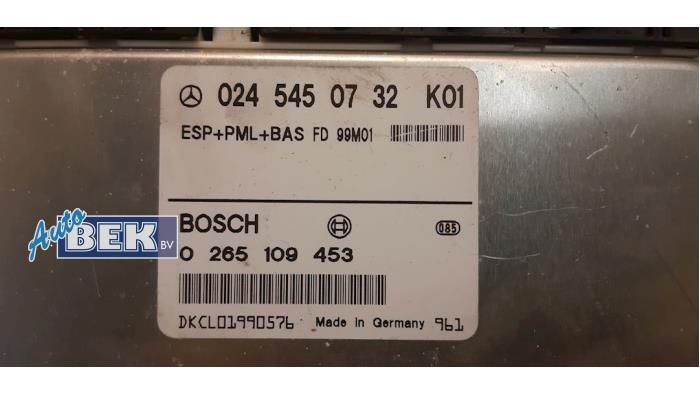 024 545 07 32 K01
ESP+PML+BAS FD 99M01
BOSCH 085
0 265 109 453
DKCL01990576 Made in Germany 961
Auto
BEK BV